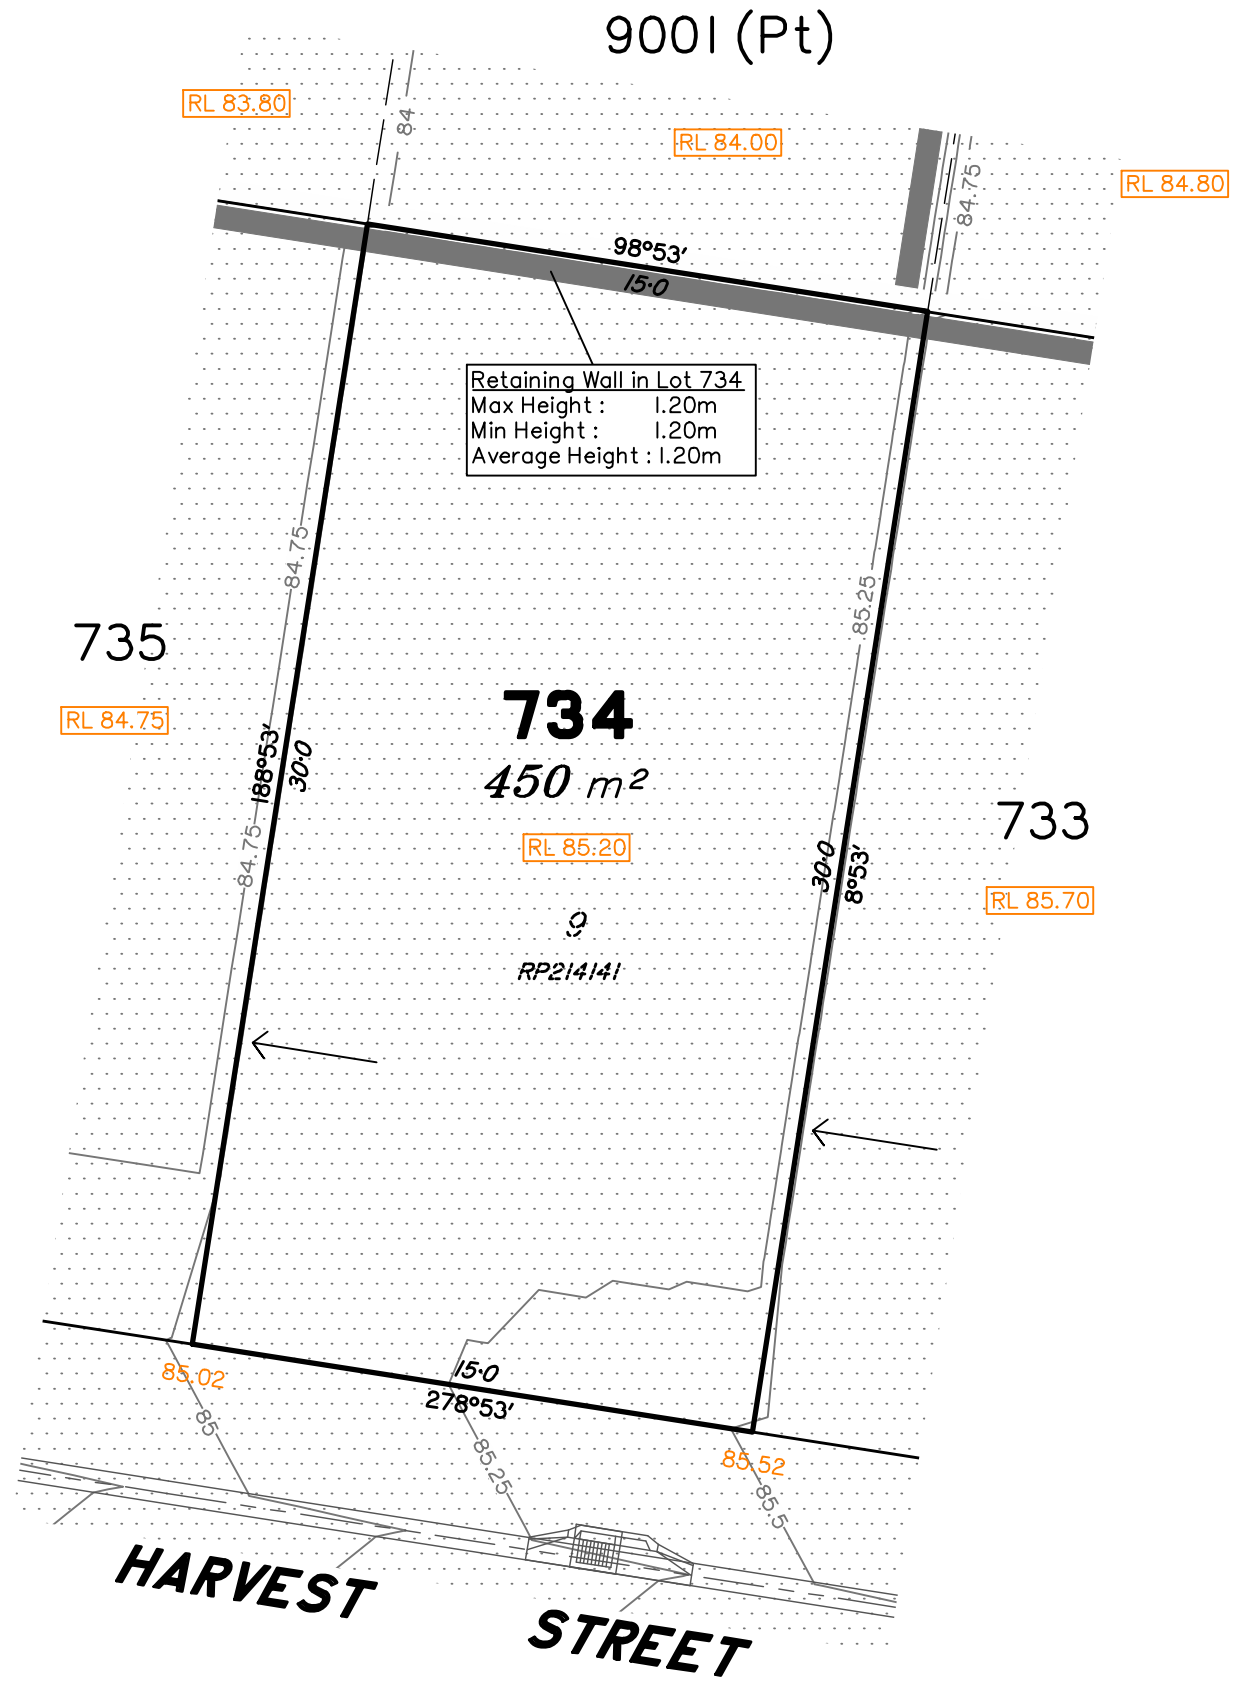 9001 (Pt)
RL 83.80
84
RL 84.00
84.75
RL 84.80
98°53'
15·0
Retaining Wall in Lot 734
Max Height : 1.20m
Min Height : 1.20m
Average Height : 1.20m
84.75
85.25
735
RL 84.75
734
450 m²
188°53'
30·0
733
RL 85.20
84.75
30·0
8°53'
RL 85.70
9
RP214141
15·0
278°53'
85.02
85
85.25
85.52
85.5
HARVEST STREET